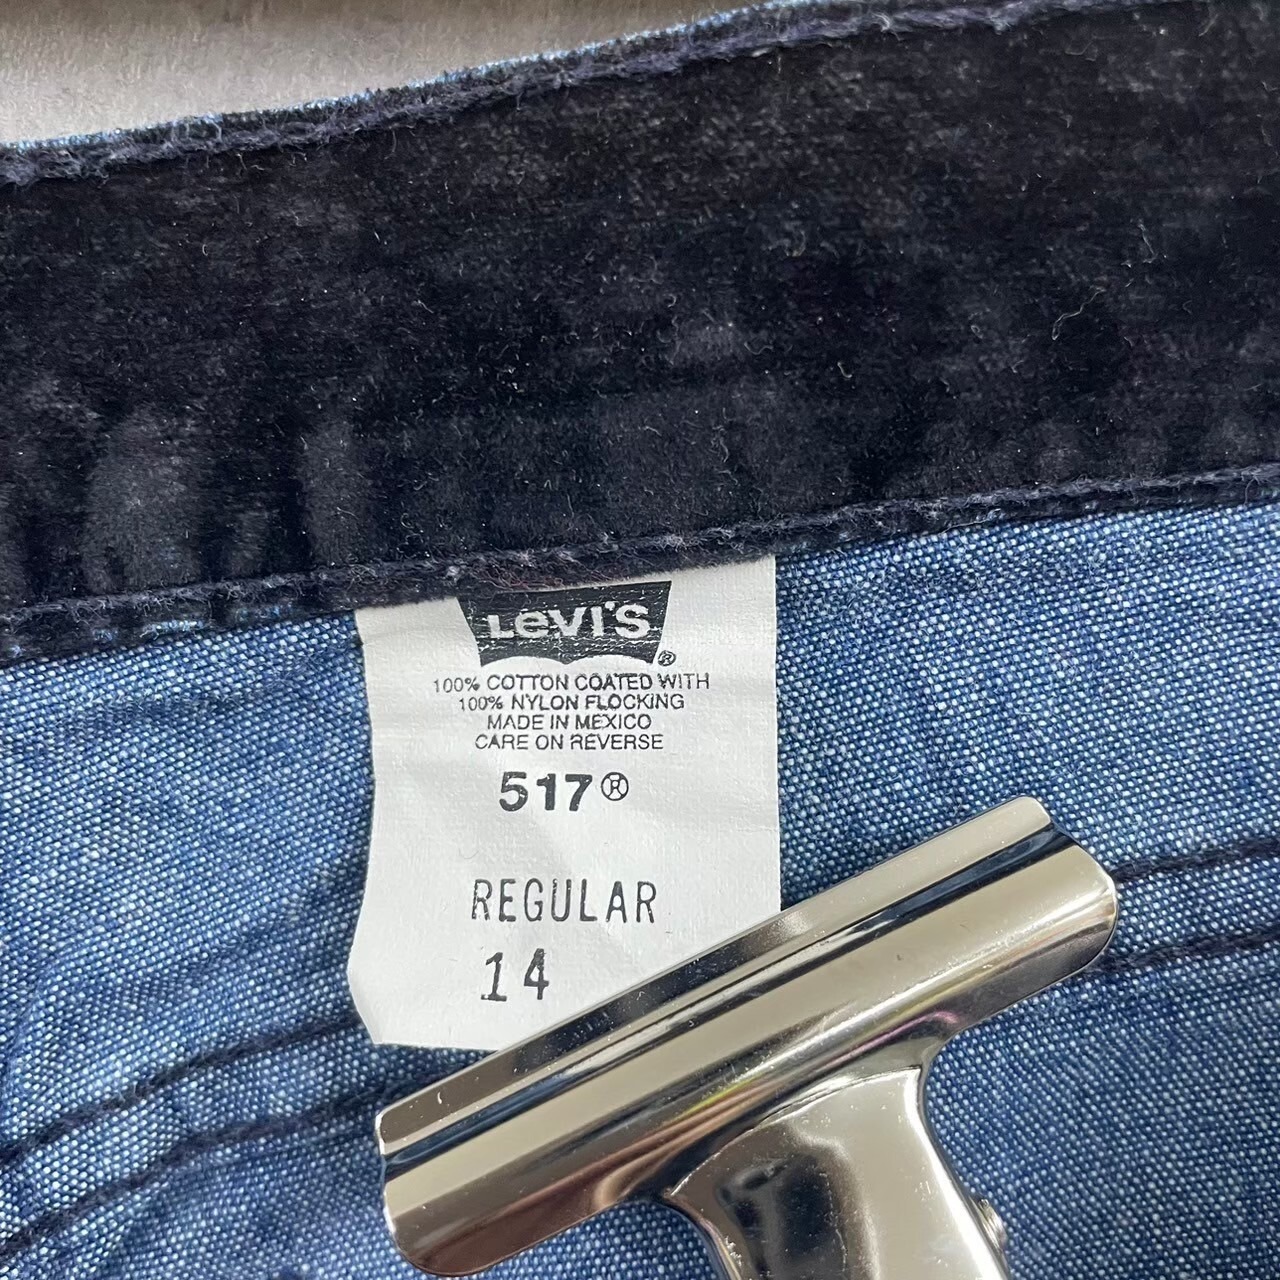 LEVI'S®
100% COTTON COATED WITH
100% NYLON FLOCKING
MADE IN MEXICO
CARE ON REVERSE
517®
REGULAR
14